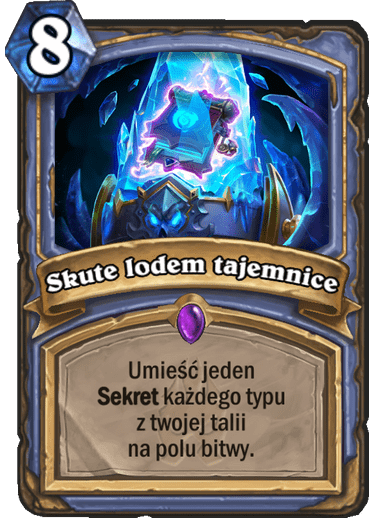 8
Skute lodem tajemnice
Umieść jeden
Sekret każdego typu
z twojej talii
na polu bitwy.